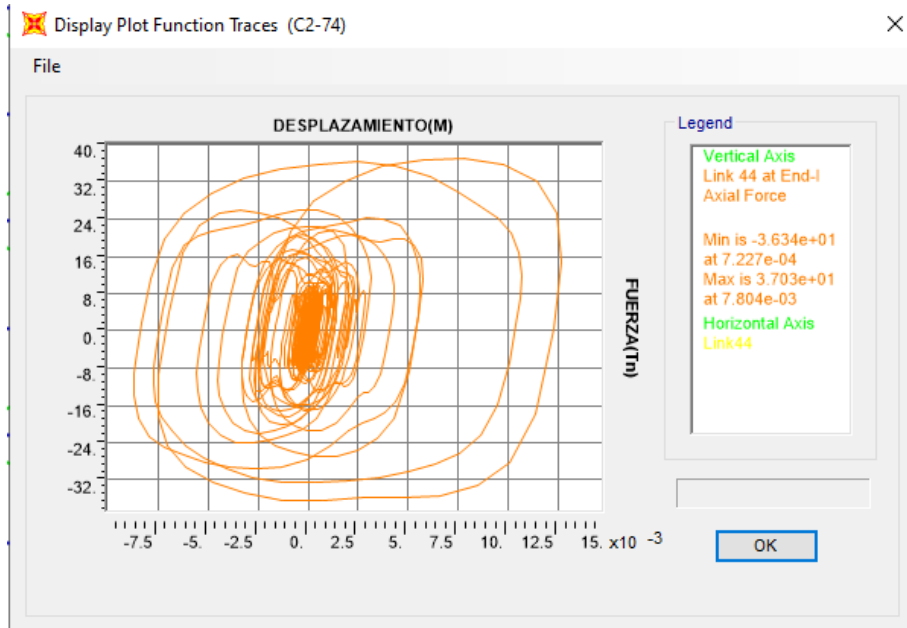 Display Plot Function Traces (C2-74)
File
DESPLAZAMIENTO(M)
Legend
40.
32.
24.
16.
8.
0.
-8.
-16.
-24.
-32.
FUERZA(Tn)
Vertical Axis
Link 44 at End-I
Axial Force
Min is -3.634e+01
at 7.227e-04
Max is 3.703e+01
at 7.804e-03
Horizontal Axis
Link44
-7.5 -5. -2.5 0. 2.5 5. 7.5 10. 12.5 15. x10 -3
OK